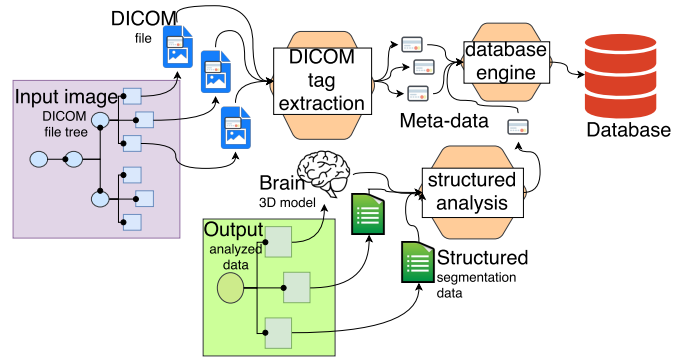 DICOM
file
Input image
DICOM
file tree
DICOM
tag
extraction
database
engine
Meta-data
Database
Brain
3D model
structured
analysis
Output
analyzed
data
Structured
segmentation
data